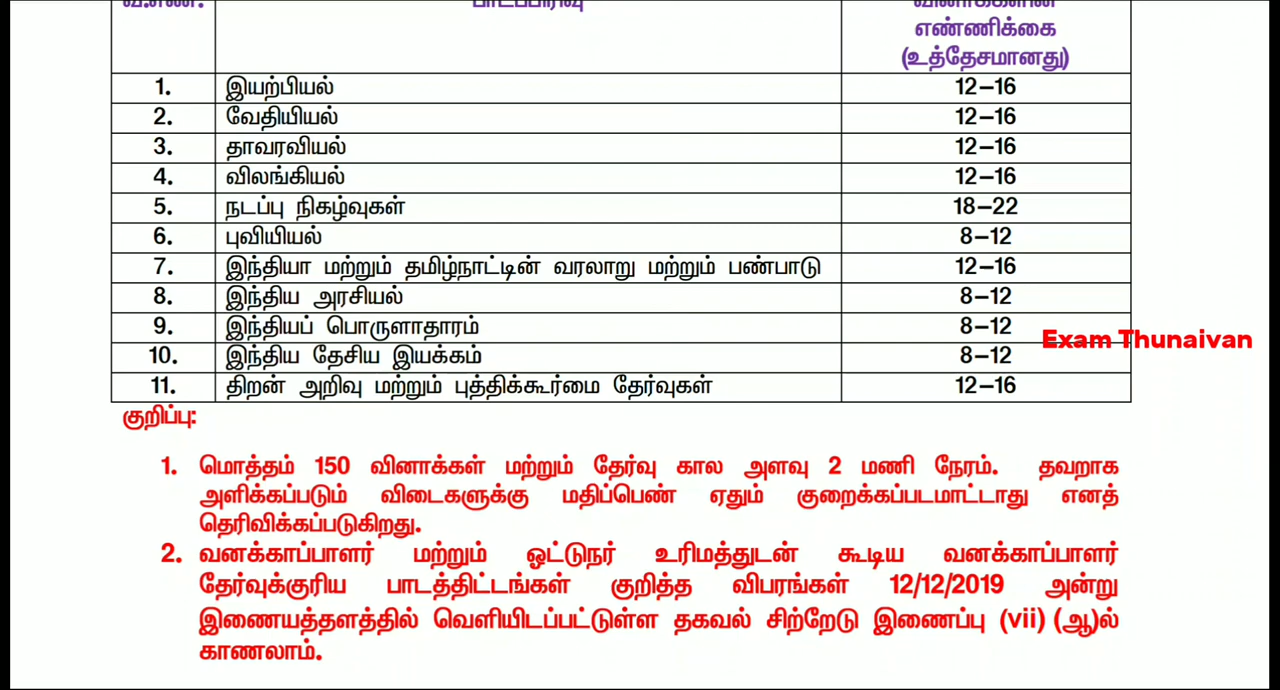 வ.எண். பாடப்பிரிவு வினாக்களின்
எண்ணிக்கை
(உத்தேசமானது)
1. இயற்பியல் 12–16
2. வேதியியல் 12–16
3. தாவரவியல் 12–16
4. விலங்கியல் 12–16
5. நடப்பு நிகழ்வுகள் 18–22
6. புவியியல் 8–12
7. இந்தியா மற்றும் தமிழ்நாட்டின் வரலாறு மற்றும் பண்பாடு 12–16
8. இந்திய அரசியல் 8–12
9. இந்தியப் பொருளாதாரம் 8–12
Exam Thunaivan
10. இந்திய தேசிய இயக்கம் 8–12
11. திறன் அறிவு மற்றும் புத்திக்கூர்மை தேர்வுகள் 12–16
குறிப்பு:
1. மொத்தம் 150 வினாக்கள் மற்றும் தேர்வு கால அளவு 2 மணி நேரம். தவறாக
அளிக்கப்படும் விடைகளுக்கு மதிப்பெண் ஏதும் குறைக்கப்படமாட்டாது எனத்
தெரிவிக்கப்படுகிறது.
2. வனக்காப்பாளர் மற்றும் ஓட்டுநர் உரிமத்துடன் கூடிய வனக்காப்பாளர்
தேர்வுக்குரிய பாடத்திட்டங்கள் குறித்த விபரங்கள் 12/12/2019 அன்று
இணையத்தளத்தில் வெளியிடப்பட்டுள்ள தகவல் சிற்றேடு இணைப்பு (vii) (ஆ)ல்
காணலாம்.